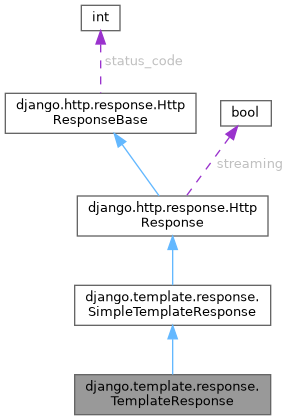 int
status_code
django.http.response.Http
ResponseBase
bool
streaming
django.http.response.Http
Response
django.template.response.
SimpleTemplateResponse
django.template.response.
TemplateResponse